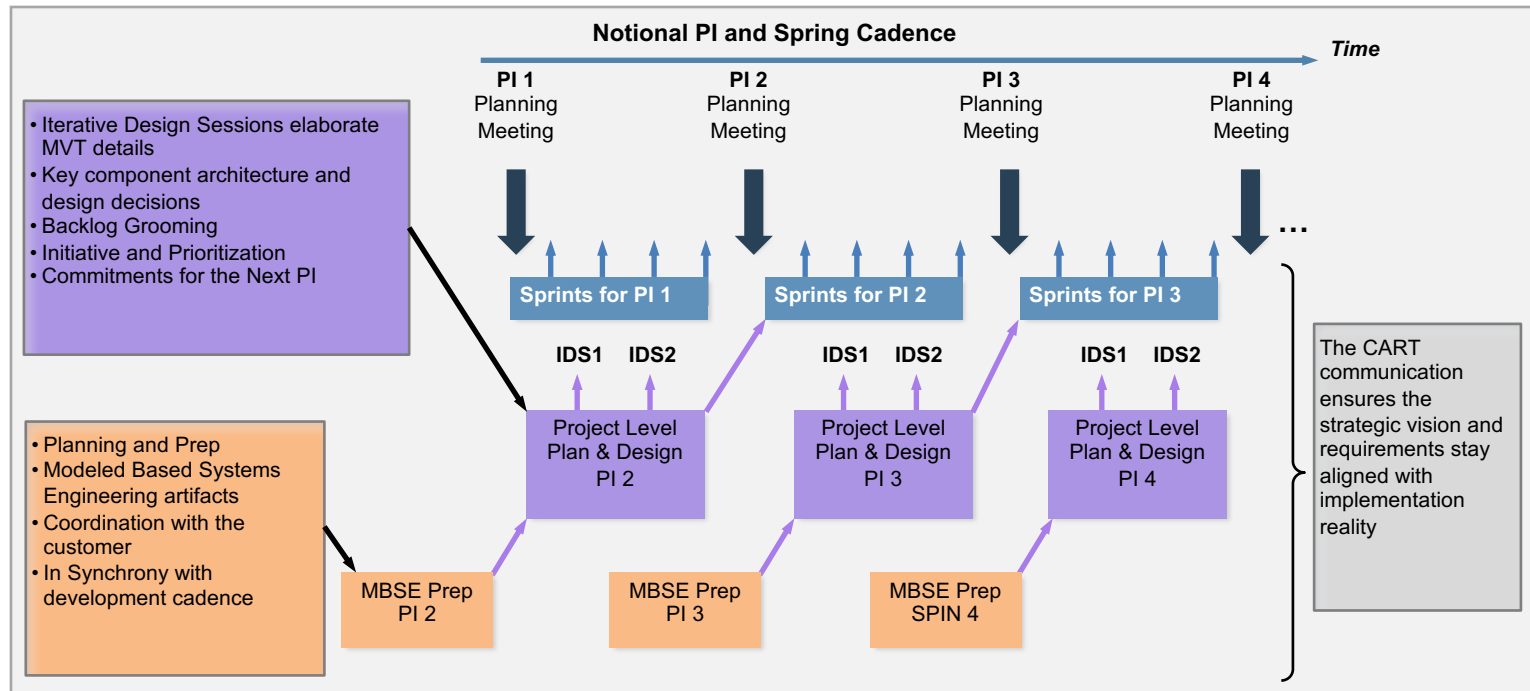 Notional PI and Spring Cadence
Time
PI 1
Planning
Meeting
PI 2
Planning
Meeting
PI 3
Planning
Meeting
PI 4
Planning
Meeting
• Iterative Design Sessions elaborate
MVT details
• Key component architecture and
design decisions
• Backlog Grooming
• Initiative and Prioritization
• Commitments for the Next PI
...
Sprints for PI 1
Sprints for PI 2
Sprints for PI 3
IDS1
IDS2
IDS1
IDS2
IDS1
IDS2
Project Level
Plan & Design
PI 2
Project Level
Plan & Design
PI 3
Project Level
Plan & Design
PI 4
The CART
communication
ensures the
strategic vision and
requirements stay
aligned with
implementation
reality
• Planning and Prep
• Modeled Based Systems
Engineering artifacts
• Coordination with the
customer
• In Synchrony with
development cadence
MBSE Prep
PI 2
MBSE Prep
PI 3
MBSE Prep
SPIN 4